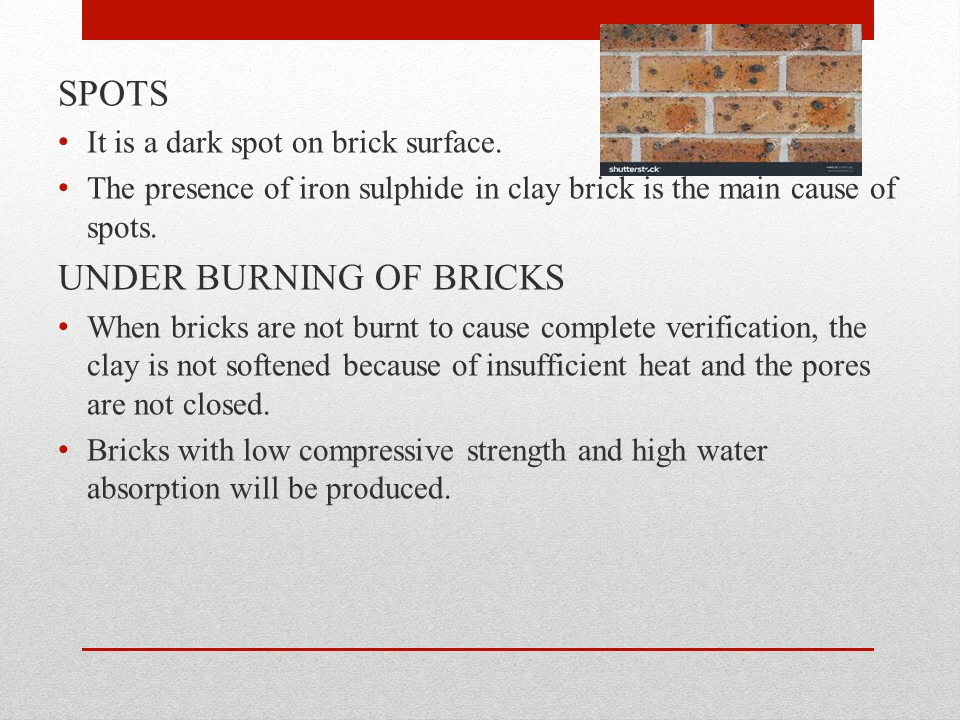 SPOTS
• It is a dark spot on brick surface.
shutterstock
• The presence of iron sulphide in clay brick is the main cause of
spots.
UNDER BURNING OF BRICKS
• When bricks are not burnt to cause complete verification, the
clay is not softened because of insufficient heat and the pores
are not closed.
• Bricks with low compressive strength and high water
absorption will be produced.